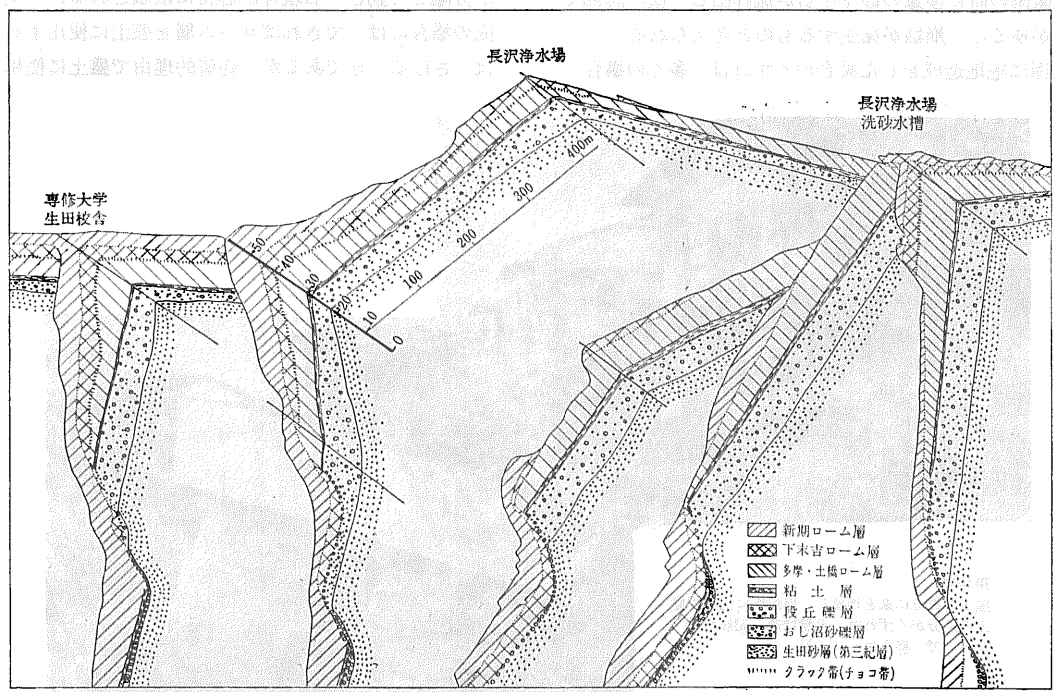 長沢浄水場
長沢浄水場
洗砂水槽
専修大学
生田校舎
400m
300
200
100
50
40
30
20
10
0
新期ローム層
下末吉ローム層
多摩・土橋ローム層
粘土層
段丘礫層
おし沼砂礫層
生田砂層(第三紀層)
クラック帯(チョコ帯)